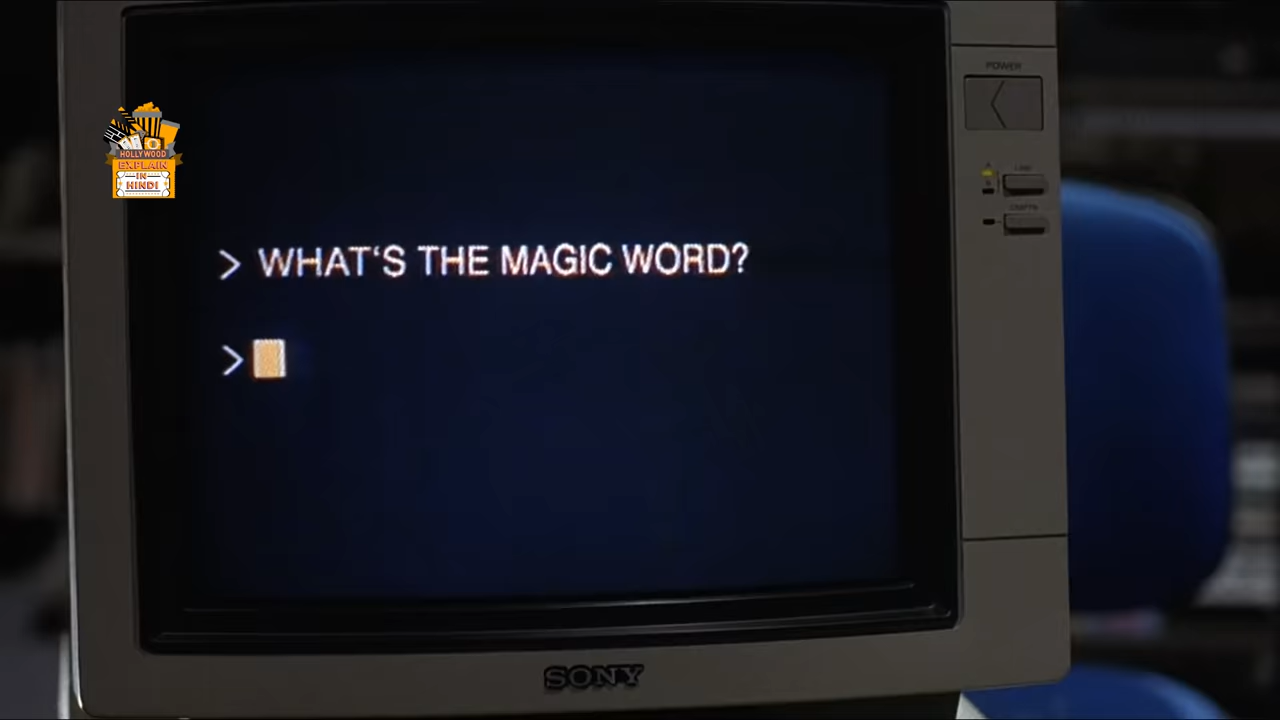 HOLLYWOOD
EXPLAIN
IN
HINDI
> WHAT'S THE MAGIC WORD?
>
POWER
SONY